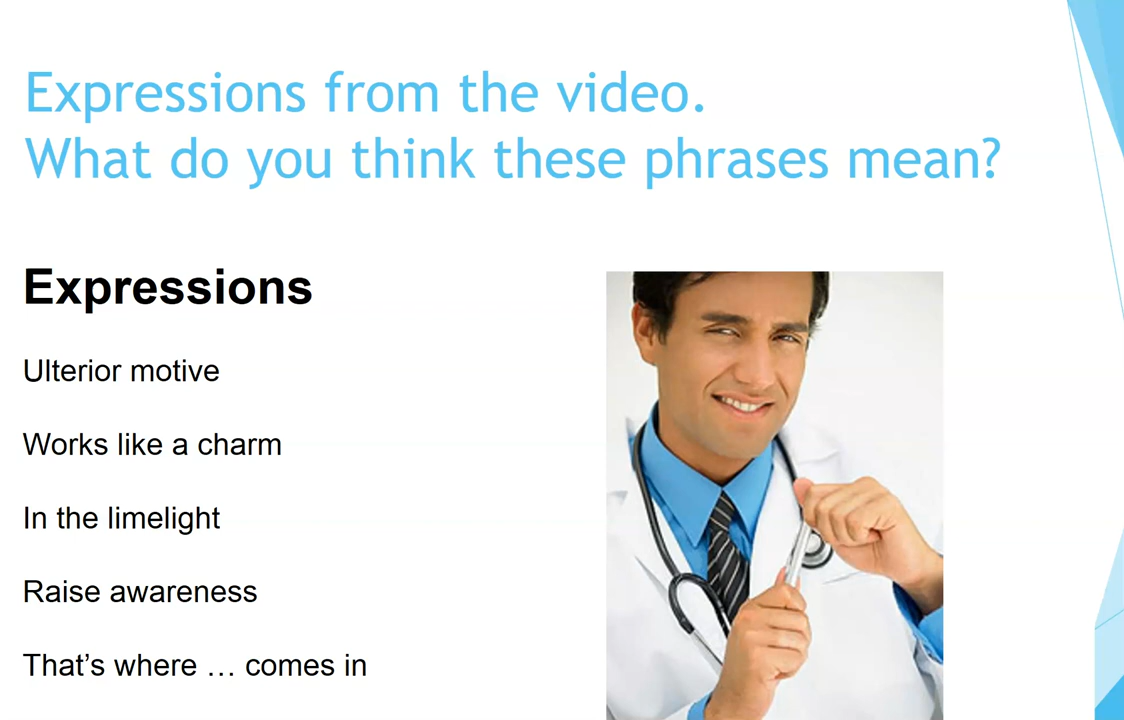 Expressions from the video.
What do you think these phrases mean?
Expressions
Ulterior motive
Works like a charm
In the limelight
Raise awareness
That’s where … comes in